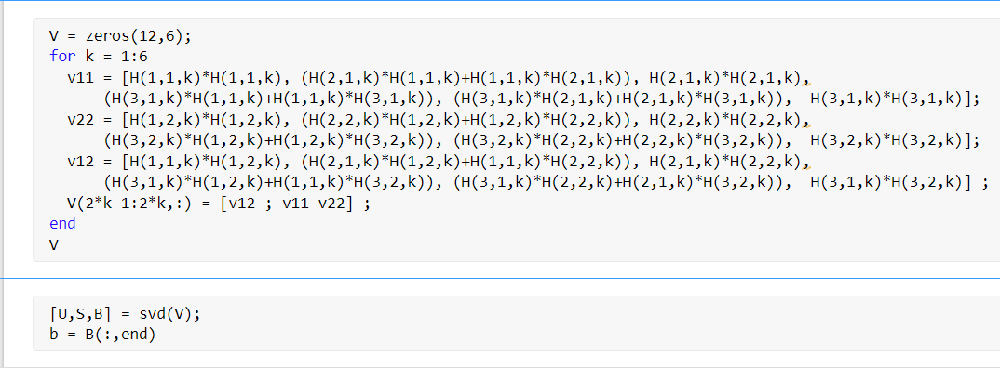 V = zeros(12,6);
for k = 1:6
v11 = [H(1,1,k)*H(1,1,k), (H(2,1,k)*H(1,1,k)+H(1,1,k)*H(2,1,k)), H(2,1,k)*H(2,1,k),
(H(3,1,k)*H(1,1,k)+H(1,1,k)*H(3,1,k)), (H(3,1,k)*H(2,1,k)+H(2,1,k)*H(3,1,k)), H(3,1,k)*H(3,1,k)];
v22 = [H(1,2,k)*H(1,2,k), (H(2,2,k)*H(1,2,k)+H(1,2,k)*H(2,2,k)), H(2,2,k)*H(2,2,k),
(H(3,2,k)*H(1,2,k)+H(1,2,k)*H(3,2,k)), (H(3,2,k)*H(2,2,k)+H(2,2,k)*H(3,2,k)), H(3,2,k)*H(3,2,k)];
v12 = [H(1,1,k)*H(1,2,k), (H(2,1,k)*H(1,2,k)+H(1,1,k)*H(2,2,k)), H(2,1,k)*H(2,2,k),
(H(3,1,k)*H(1,2,k)+H(1,1,k)*H(3,2,k)), (H(3,1,k)*H(2,2,k)+H(2,1,k)*H(3,2,k)), H(3,1,k)*H(3,2,k)] ;
V(2*k-1:2*k,:) = [v12 ; v11-v22] ;
end
V
[U,S,B] = svd(V);
b = B(:,end)